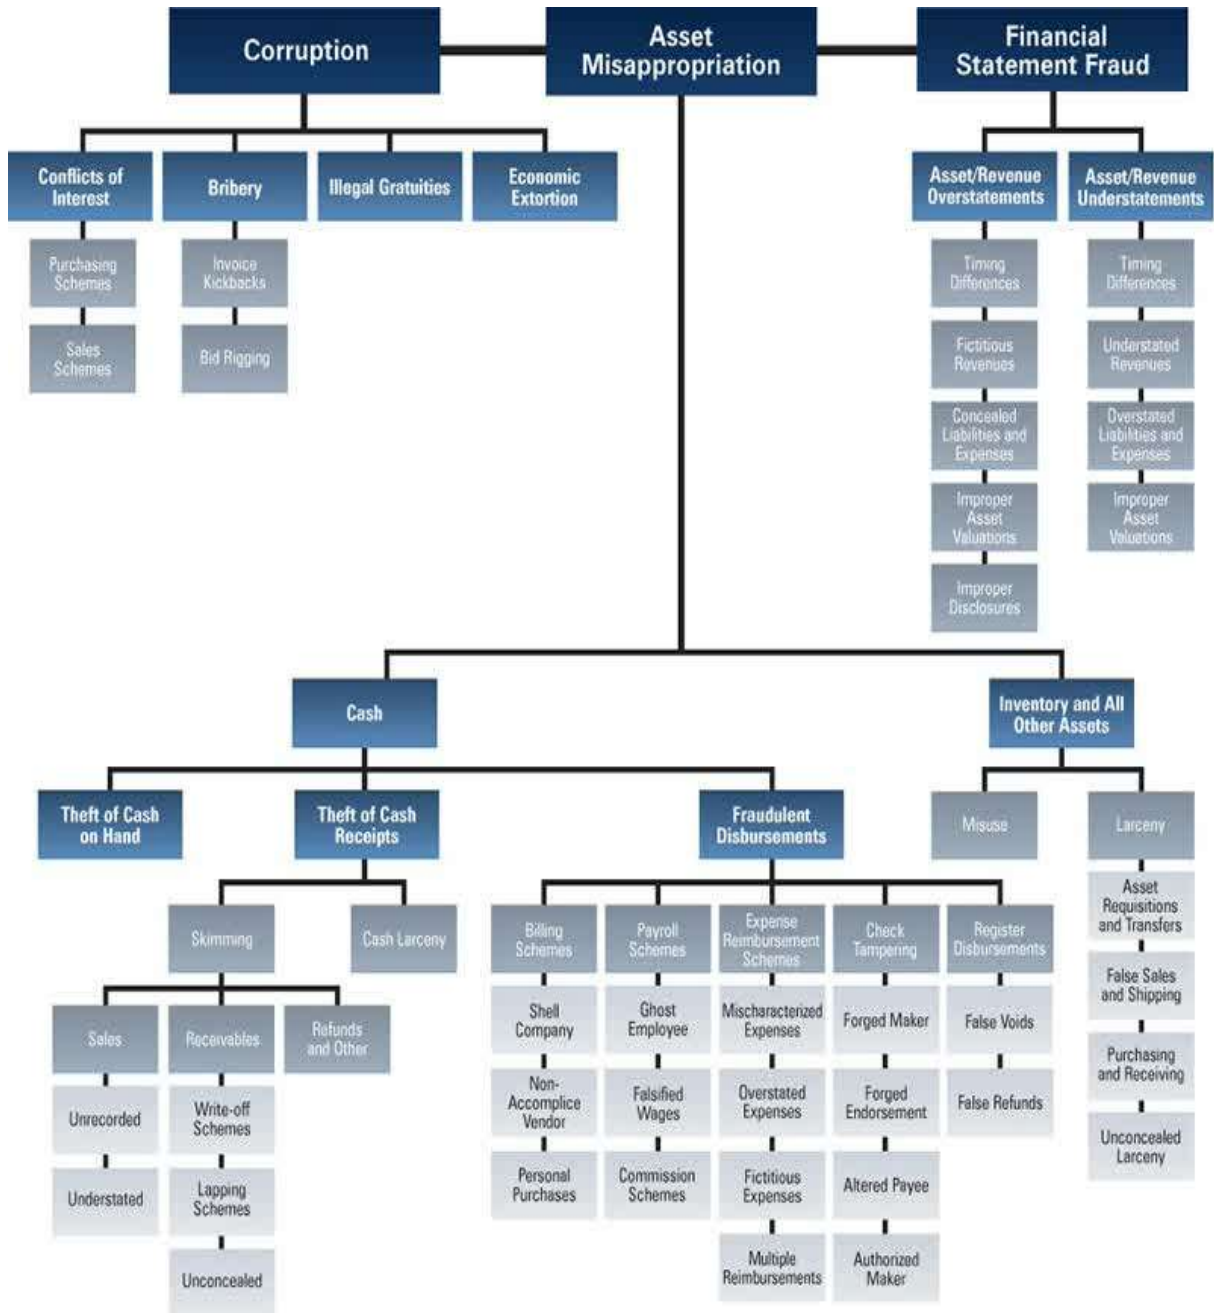 Corruption
Asset
Misappropriation
Financial
Statement Fraud
Conflicts of
Interest
Bribery
Illegal Gratuities
Economic
Extortion
Asset/Revenue
Overstatements
Asset/Revenue
Understatements
Purchasing
Schemes
Sales
Schemes
Invoice
Kickbacks
Bid Rigging
Timing
Differences
Fictitious
Revenues
Concealed
Liabilities and
Expenses
Improper
Asset
Valuations
Improper
Disclosures
Timing
Differences
Understated
Revenues
Overstated
Liabilities and
Expenses
Improper
Asset
Valuations
Cash
Inventory and All
Other Assets
Theft of Cash
on Hand
Theft of Cash
Receipts
Fraudulent
Disbursements
Misuse
Larceny
Skimming
Cash Larceny
Sales
Receivables
Refunds
and Other
Unrecorded
Understated
Write-off
Schemes
Lapping
Schemes
Unconcealed
Billing
Schemes
Shell
Company
Non-
Accomplice
Vendor
Personal
Purchases
Payroll
Schemes
Ghost
Employee
Falsified
Wages
Commission
Schemes
Expense
Reimbursement
Schemes
Mischaracterized
Expenses
Overstated
Expenses
Fictitious
Expenses
Multiple
Reimbursements
Check
Tampering
Forged Maker
Forged
Endorsement
Altered Payee
Authorized
Maker
Register
Disbursements
False Voids
False Refunds
Asset
Requisitions
and Transfers
False Sales
and Shipping
Purchasing
and Receiving
Unconcealed
Larceny